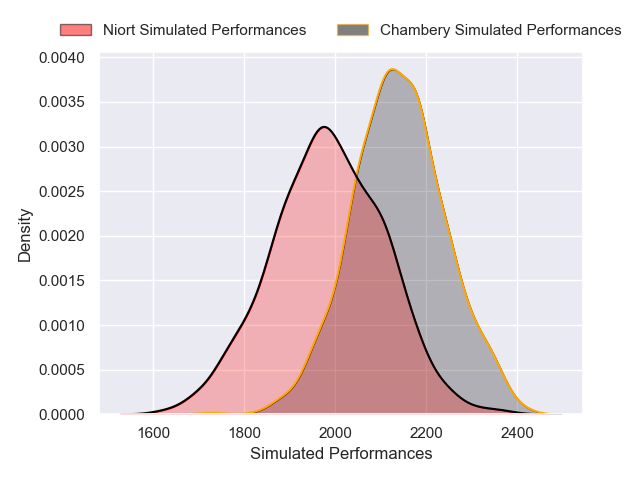 Niort Simulated Performances
Chambery Simulated Performances
0.0040
0.0035
0.0030
0.0025
0.0020
0.0015
0.0010
0.0005
0.0000
Density
1600 1800 2000 2200 2400
Simulated Performances